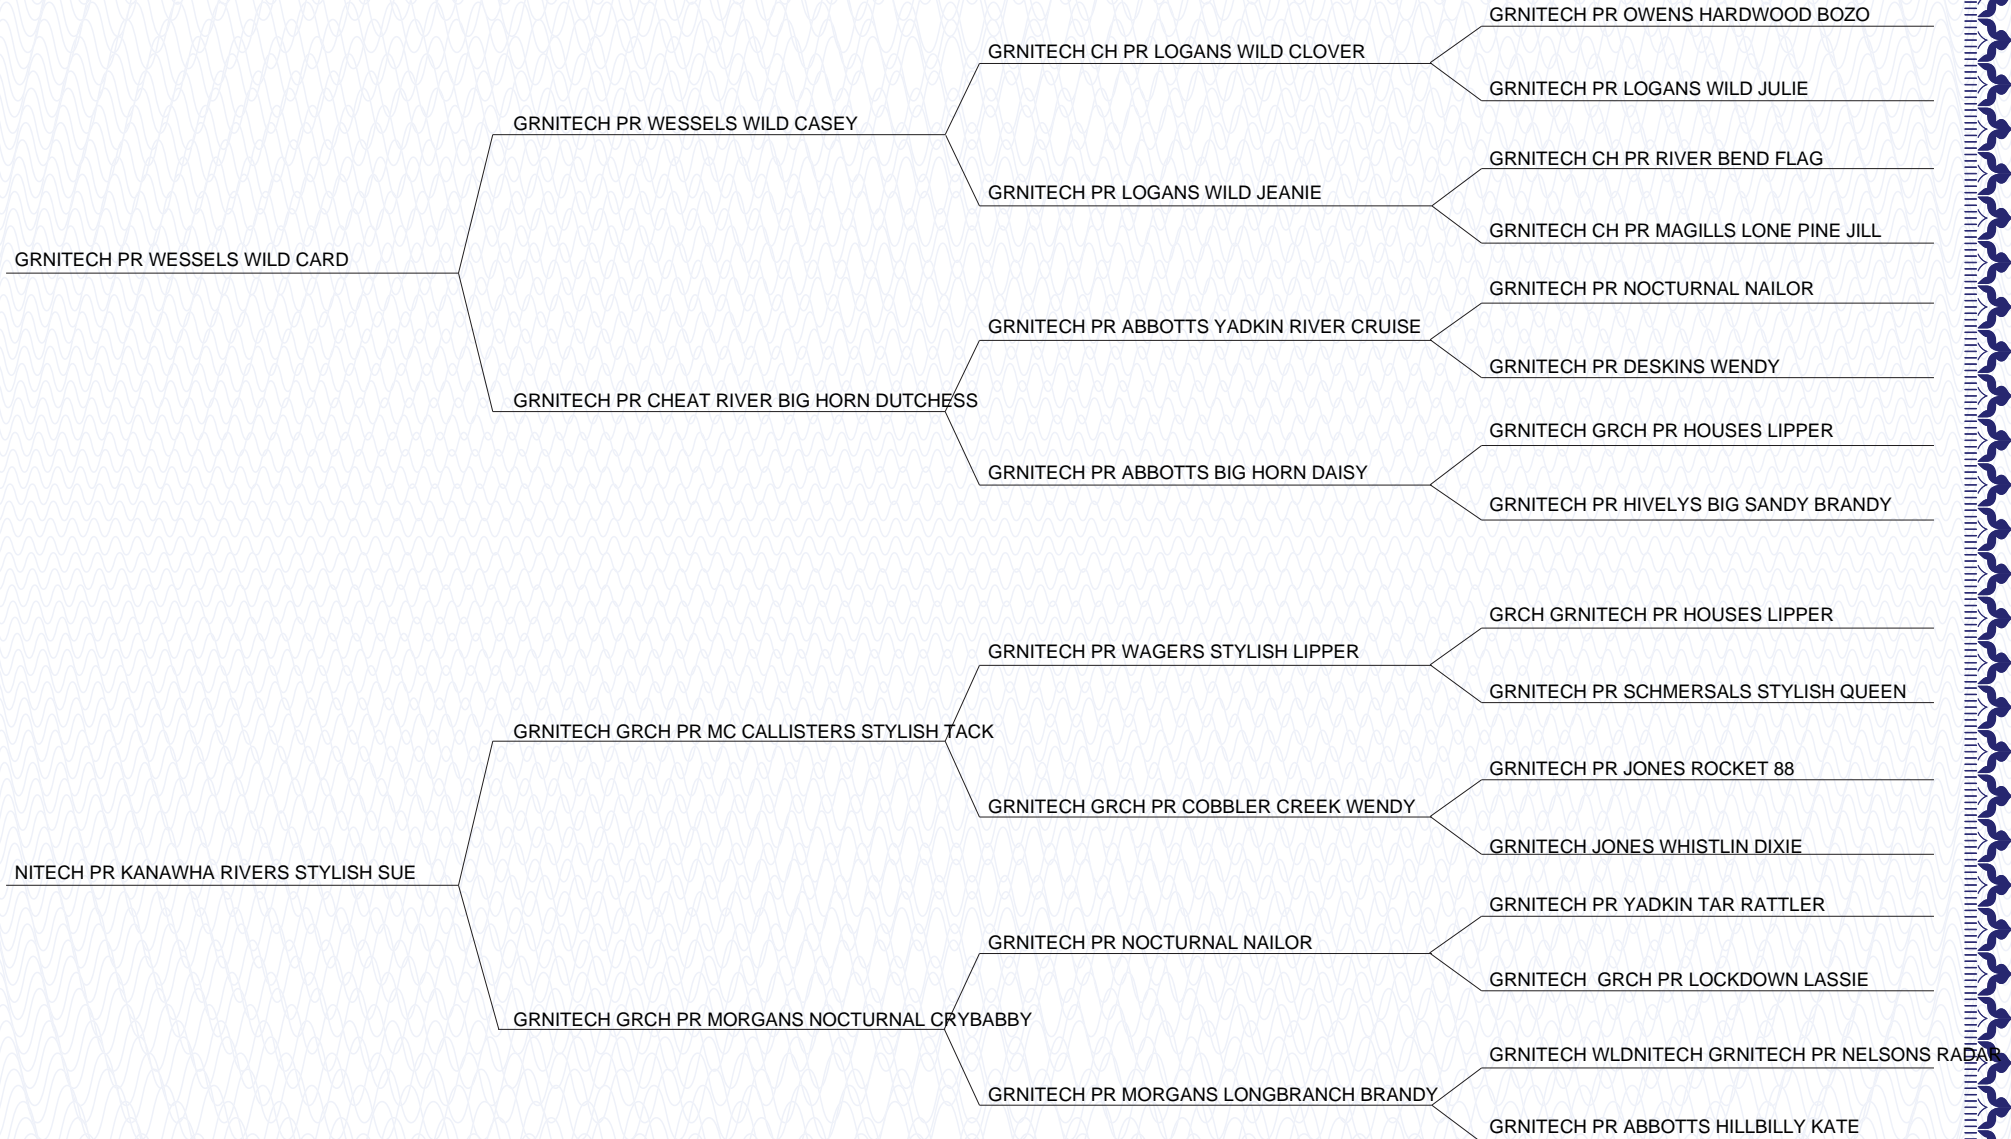 GRNITECH PR OWENS HARDWOOD BOZO
GRNITECH CH PR LOGANS WILD CLOVER
GRNITECH PR LOGANS WILD JULIE
GRNITECH PR WESSELS WILD CASEY
GRNITECH CH PR RIVER BEND FLAG
GRNITECH PR LOGANS WILD JEANIE
GRNITECH CH PR MAGILLS LONE PINE JILL
GRNITECH PR WESSELS WILD CARD
GRNITECH PR NOCTURNAL NAILOR
GRNITECH PR ABBOTTS YADKIN RIVER CRUISE
GRNITECH PR DESKINS WENDY
GRNITECH PR CHEAT RIVER BIG HORN DUTCHESS
GRNITECH GRCH PR HOUSES LIPPER
GRNITECH PR ABBOTTS BIG HORN DAISY
GRNITECH PR HIVELYS BIG SANDY BRANDY
GRCH GRNITECH PR HOUSES LIPPER
GRNITECH PR WAGERS STYLISH LIPPER
GRNITECH PR SCHMERSALS STYLISH QUEEN
GRNITECH GRCH PR MC CALLISTERS STYLISH TACK
GRNITECH PR JONES ROCKET 88
GRNITECH GRCH PR COBBLER CREEK WENDY
GRNITECH JONES WHISTLIN DIXIE
NITECH PR KANAWHA RIVERS STYLISH SUE
GRNITECH PR YADKIN TAR RATTLER
GRNITECH PR NOCTURNAL NAILOR
GRNITECH  GRCH PR LOCKDOWN LASSIE
GRNITECH GRCH PR MORGANS NOCTURNAL CRYBABBY
GRNITECH WLDNITECH GRNITECH PR NELSONS RADAR
GRNITECH PR MORGANS LONGBRANCH BRANDY
GRNITECH PR ABBOTTS HILLBILLY KATE